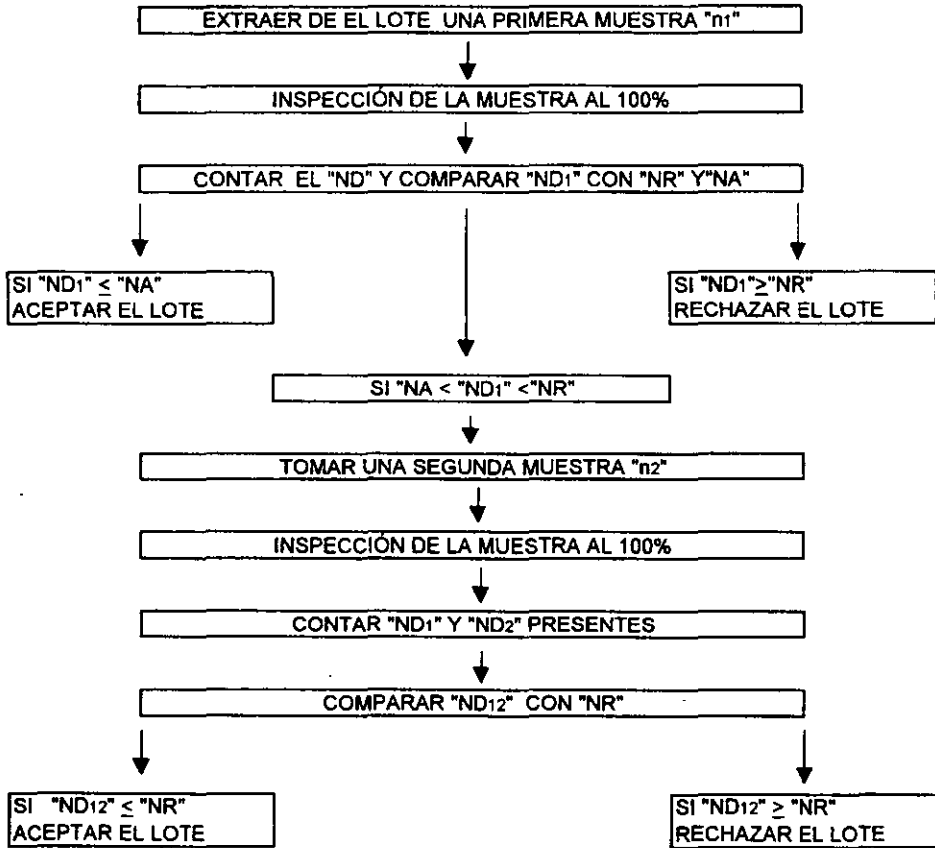 EXTRAER DE EL LOTE UNA PRIMERA MUESTRA "n1"
INSPECCIÓN DE LA MUESTRA AL 100%
CONTAR EL "ND" Y COMPARAR "ND1" CON "NR" Y"NA"
SI "ND1" ≤ "NA"
ACEPTAR EL LOTE
SI "ND1"≥"NR"
RECHAZAR EL LOTE
SI "NA < "ND1" <"NR"
TOMAR UNA SEGUNDA MUESTRA "n2"
INSPECCIÓN DE LA MUESTRA AL 100%
CONTAR "ND1" Y "ND2" PRESENTES
COMPARAR "ND12" CON "NR"
SI "ND12" ≤ "NR"
ACEPTAR EL LOTE
SI "ND12" ≥ "NR"
RECHAZAR EL LOTE